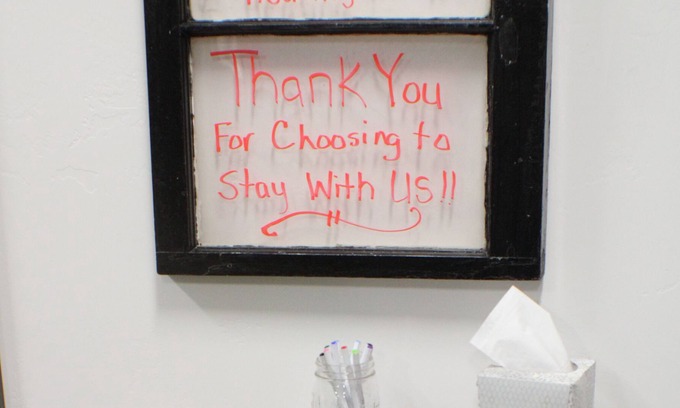 Thank You
For Choosing to
Stay With Us!!